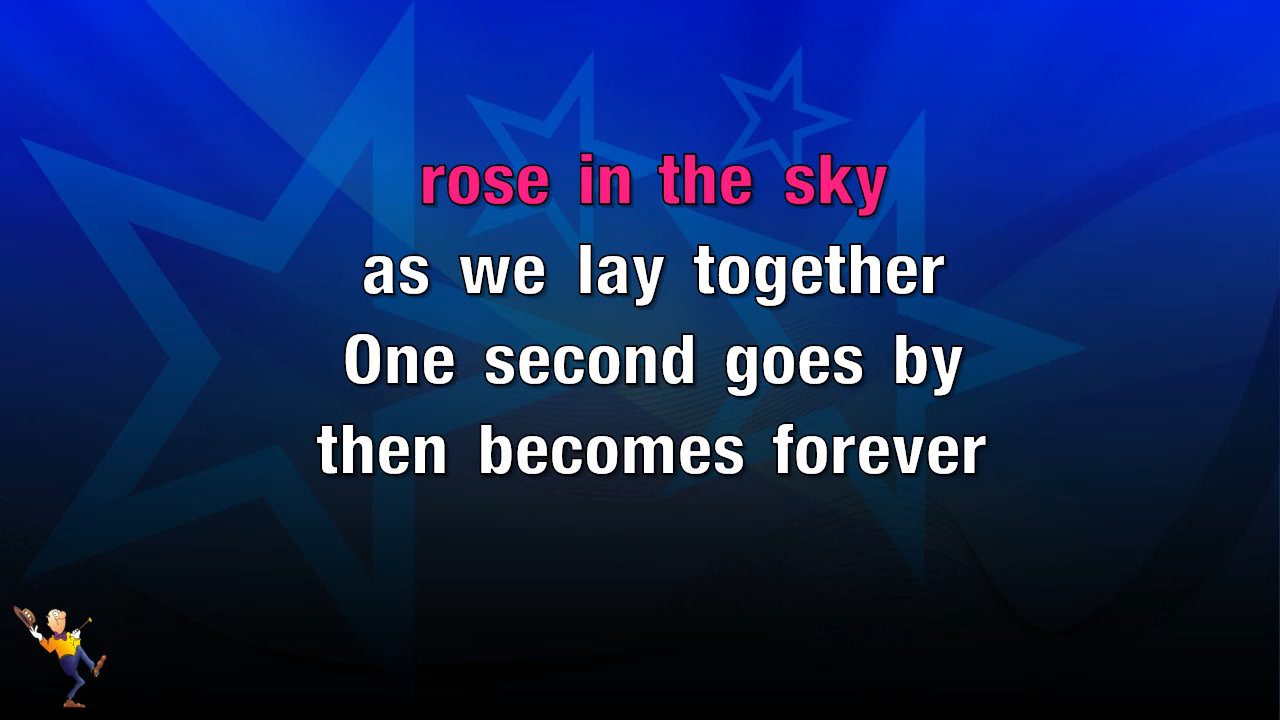 rose in the sky
as we lay together
One second goes by
then becomes forever